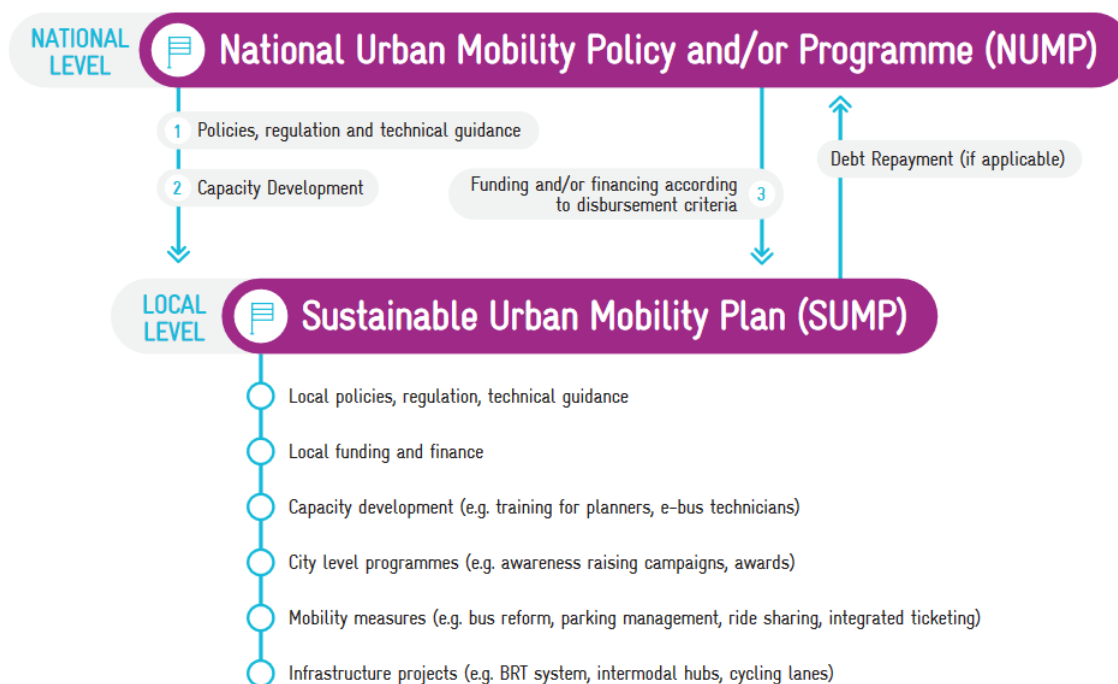 NATIONAL
LEVEL
National Urban Mobility Policy and/or Programme (NUMP)
1 Policies, regulation and technical guidance
2 Capacity Development
Funding and/or financing according
to disbursement criteria
3
Debt Repayment (if applicable)
LOCAL
LEVEL
Sustainable Urban Mobility Plan (SUMP)
Local policies, regulation, technical guidance
Local funding and finance
Capacity development (e.g. training for planners, e-bus technicians)
City level programmes (e.g. awareness raising campaigns, awards)
Mobility measures (e.g. bus reform, parking management, ride sharing, integrated ticketing)
Infrastructure projects (e.g. BRT system, intermodal hubs, cycling lanes)